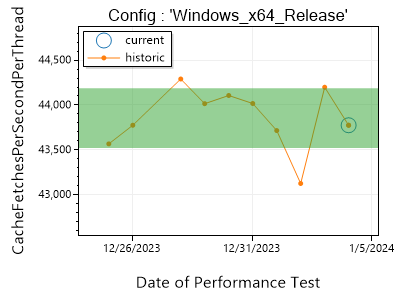 Config : 'Windows_x64_Release'
current
historic
CacheFetchesPerSecondPerThread
44,500
44,000
43,500
43,000
12/26/2023
12/31/2023
1/5/2024
Date of Performance Test